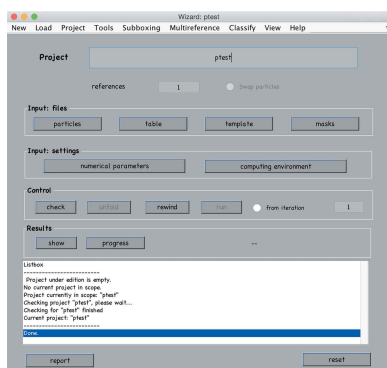 Wizard: ptest
New Load Project Tools Subboxing Multireference Classify View Help
Project ptest
references 1 Swap particles
Input: files
particles table template masks
Input: settings
numerical parameters computing environment
Control
check unfold rewind run from iteration 1
Results
show progress --
Listbox
--------------------------
Project under edition is empty.
No current project in scope.
Project currently in scope: "ptest"
Checking project "ptest", please wait...
Checking for "ptest" finished
Current project: "ptest"
--------------------------
Done.
report reset